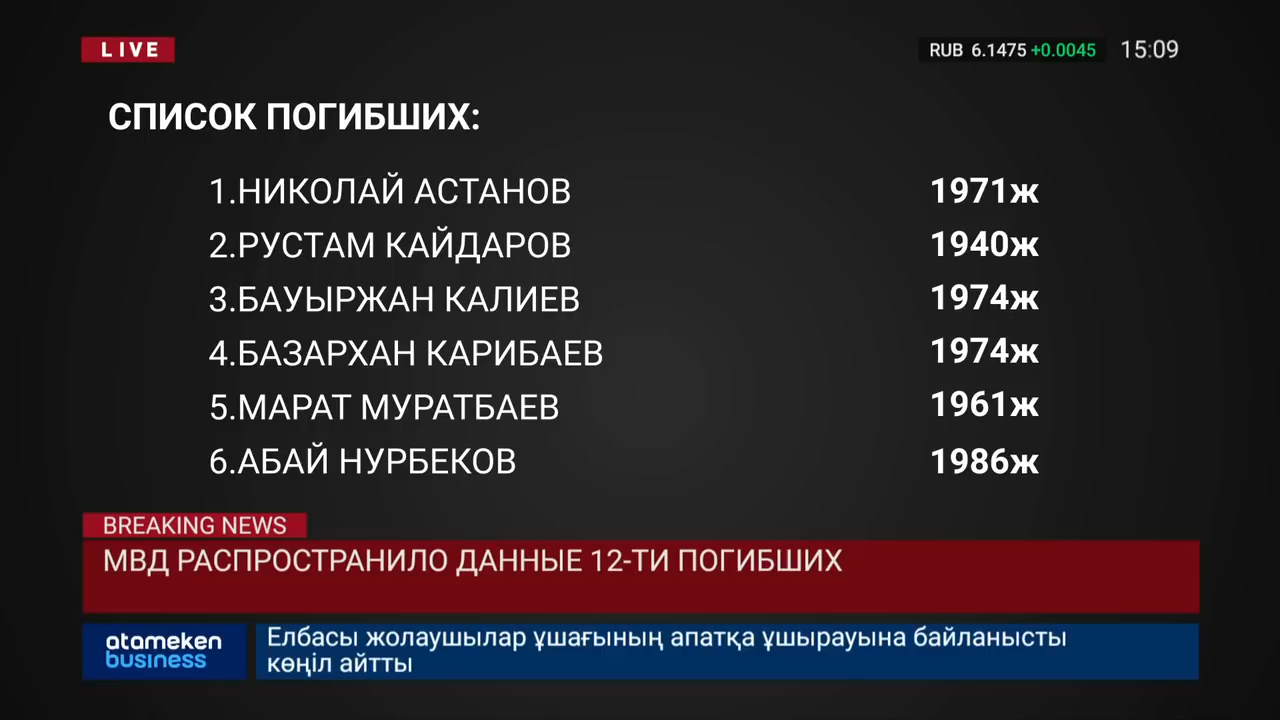 LIVE
RUB 6.1475 +0.0045 15:09
СПИСОК ПОГИБШИХ:
1.НИКОЛАЙ АСТАНОВ 1971ж
2.РУСТАМ КАЙДАРОВ 1940ж
3.БАУЫРЖАН КАЛИЕВ 1974ж
4.БАЗАРХАН КАРИБАЕВ 1974ж
5.МАРАТ МУРАТБАЕВ 1961ж
6.АБАЙ НУРБЕКОВ 1986ж
BREAKING NEWS
МВД РАСПРОСТРАНИЛО ДАННЫЕ 12-ТИ ПОГИБШИХ
atameken
business
Елбасы жолаушылар ұшағының апатқа ұшырауына байланысты
көңіл айтты